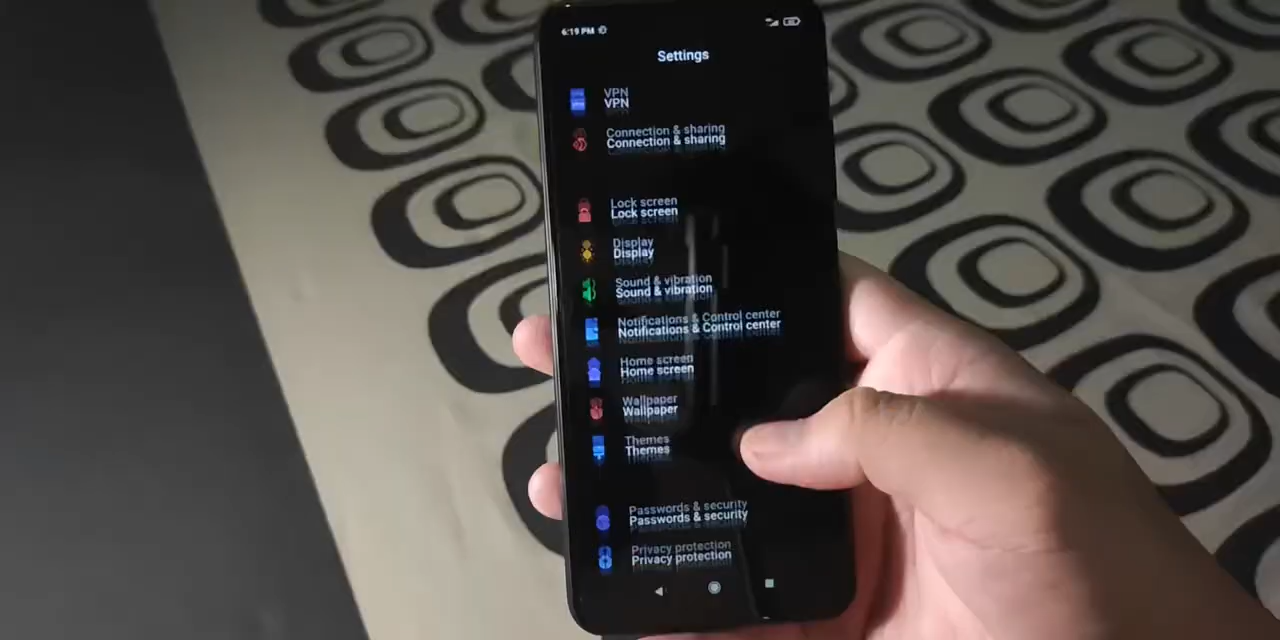 6:19 PM
Settings
VPN
Connection & sharing
Lock screen
Display
Sound & vibration
Notifications & Control center
Home screen
Wallpaper
Themes
Passwords & security
Privacy protection